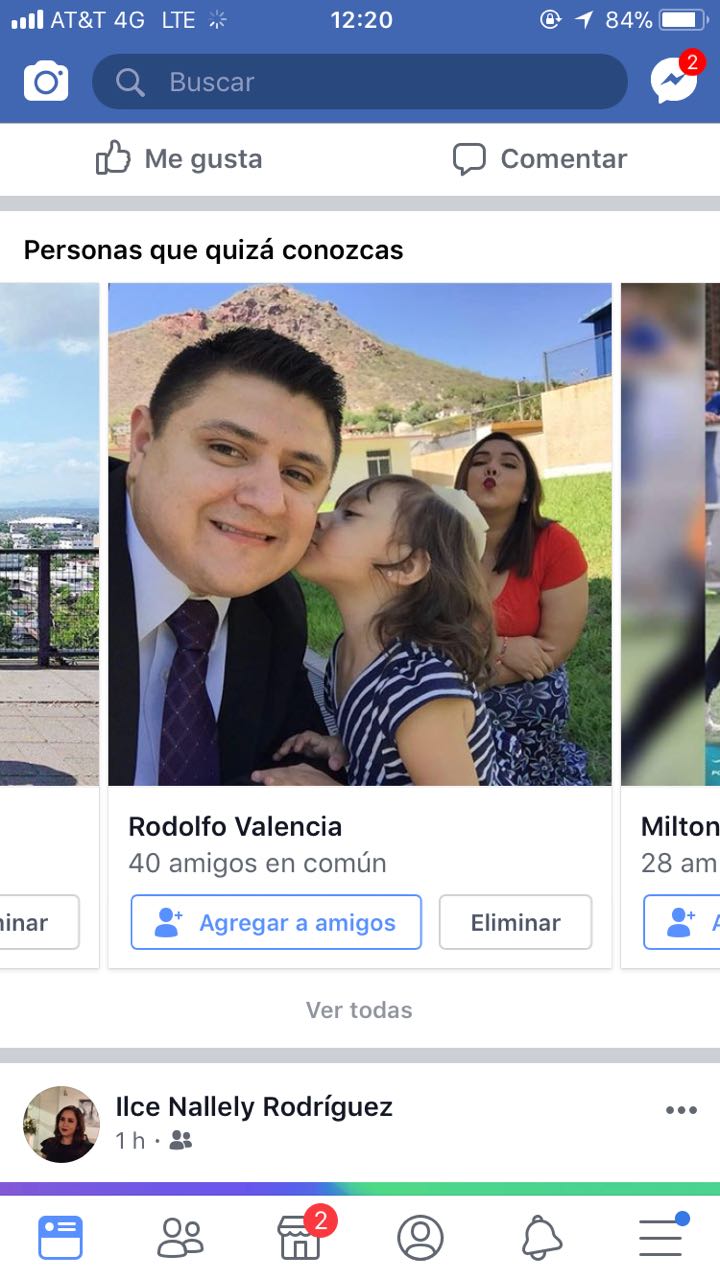 AT&T 4G LTE 12:20 84%
Buscar 2
Me gusta Comentar
Personas que quizá conozcas
Rodolfo Valencia Milton
40 amigos en común 28 am
Agregar a amigos Eliminar
Ver todas
Ilce Nallely Rodríguez
1 h ·
2